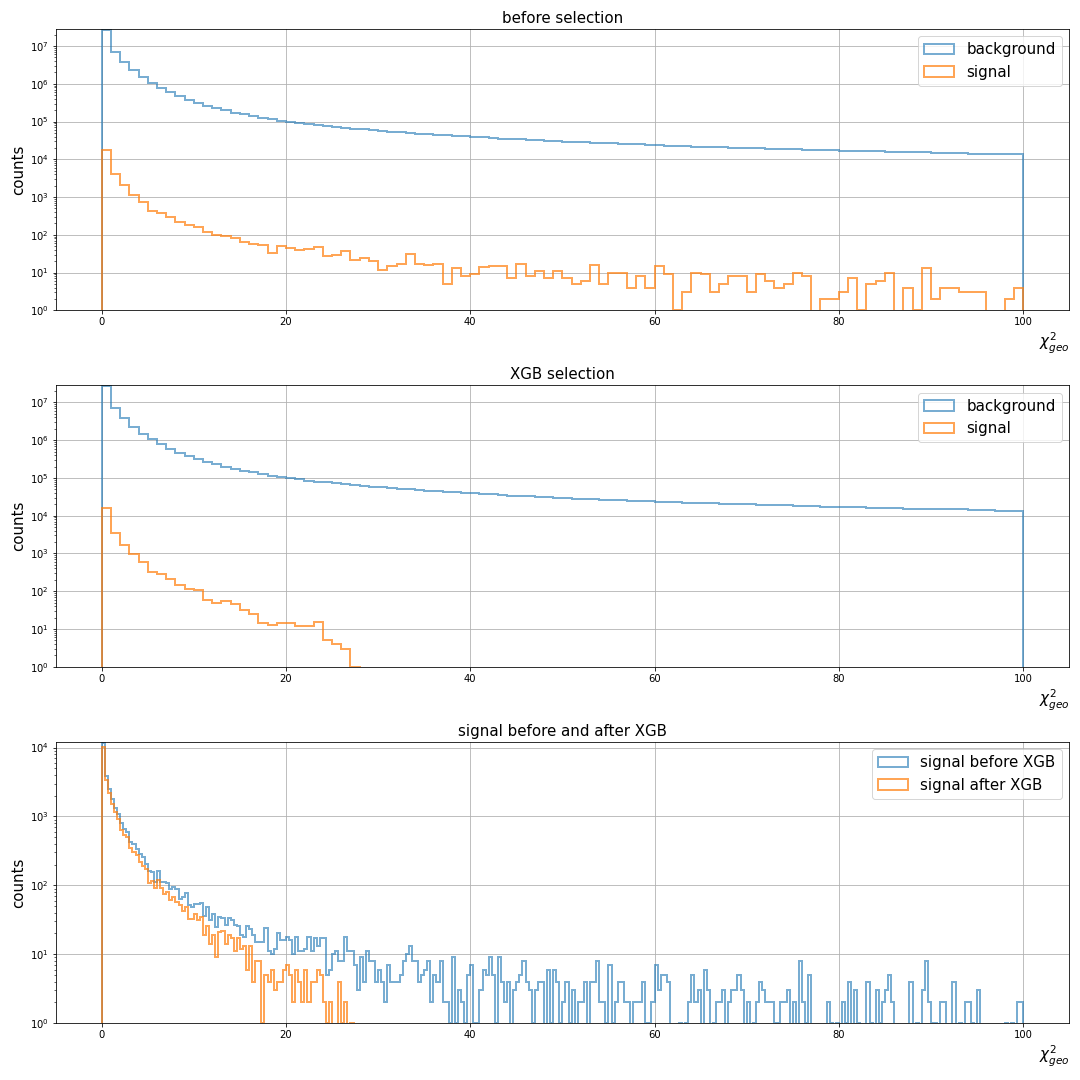 before selection
background
signal
counts
10⁷
10⁶
10⁵
10⁴
10³
10²
10¹
10⁰
0 20 40 60 80 100
χ²geo
XGB selection
background
signal
counts
10⁷
10⁶
10⁵
10⁴
10³
10²
10¹
10⁰
0 20 40 60 80 100
χ²geo
signal before and after XGB
signal before XGB
signal after XGB
counts
10⁴
10³
10²
10¹
10⁰
0 20 40 60 80 100
χ²geo